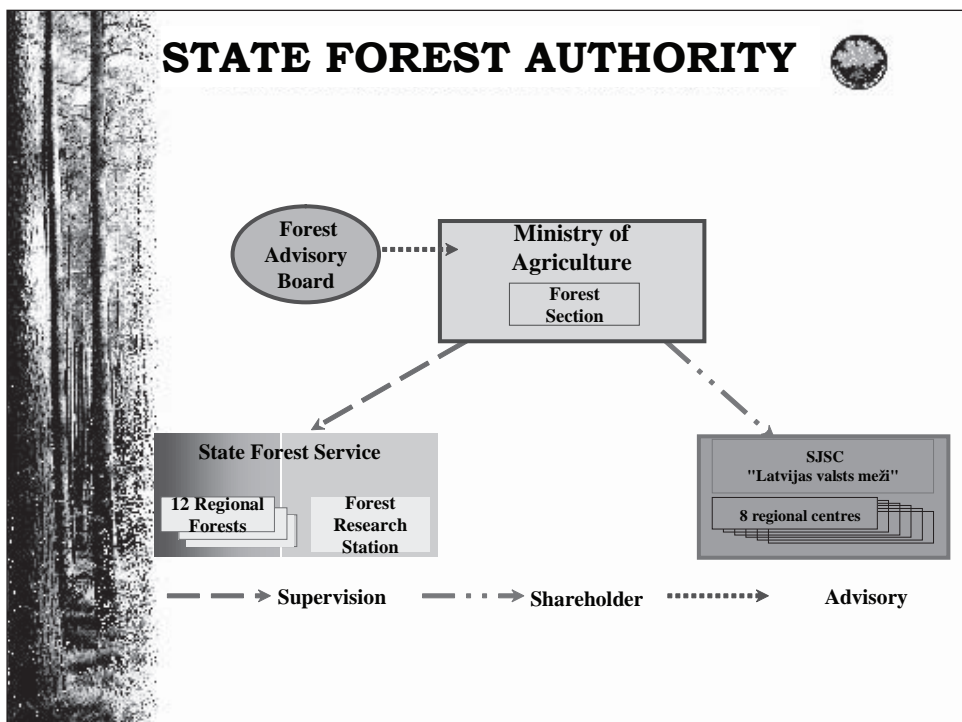 STATE FOREST AUTHORITY
Forest
Advisory
Board
Ministry of
Agriculture
Forest
Section
State Forest Service
12 Regional
Forests
Forest
Research
Station
SJSC
"Latvijas valsts meži"
8 regional centres
Supervision
Shareholder
Advisory